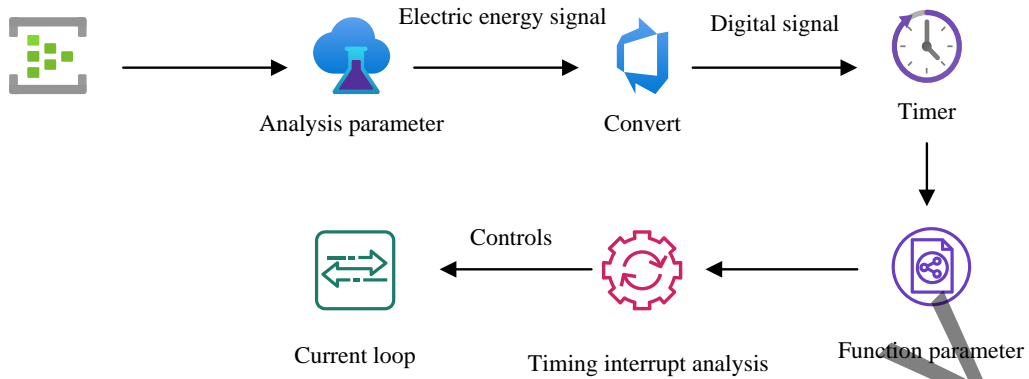 Electric energy signal
Digital signal
Analysis parameter
Convert
Timer
Controls
Current loop
Timing interrupt analysis
Function parameter